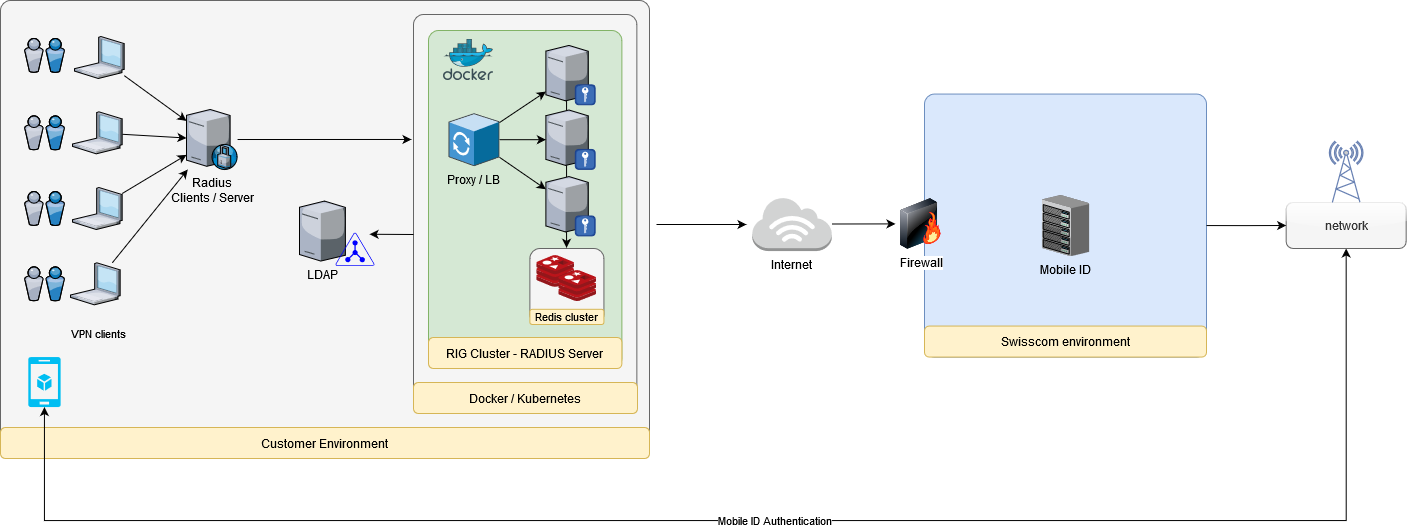 docker
Proxy / LB
Radius
Clients / Server
LDAP
VPN clients
Redis cluster
RIG Cluster - RADIUS Server
Docker / Kubernetes
Customer Environment
Internet
Firewall
Mobile ID
Swisscom environment
network
Mobile ID Authentication